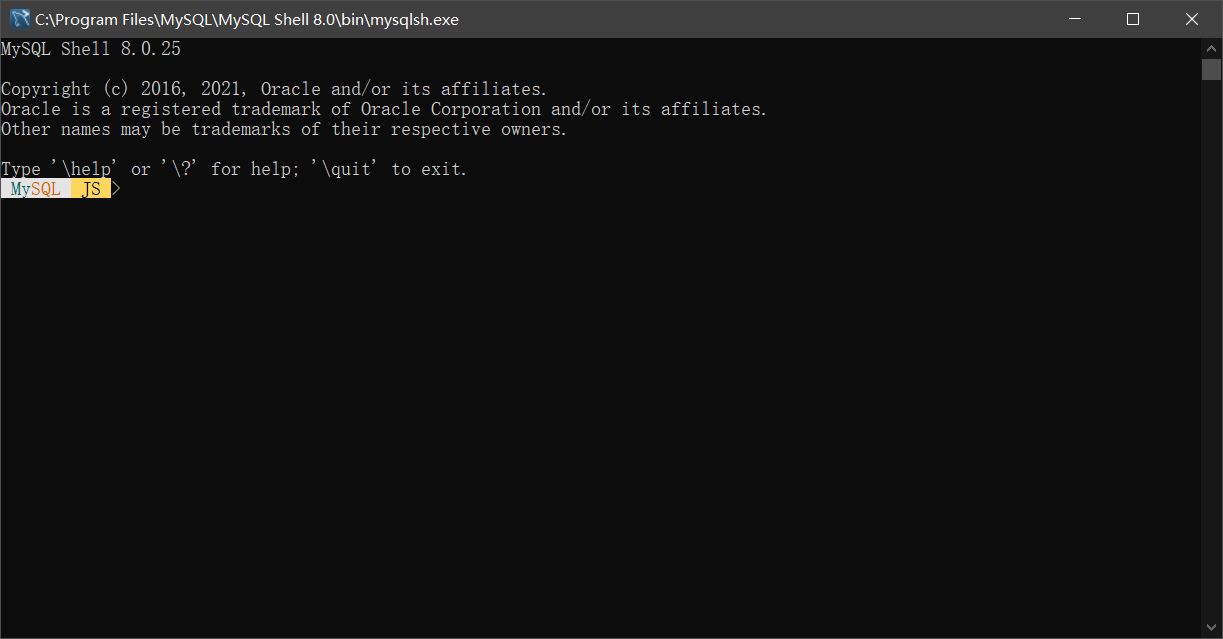 C:\Program Files\MySQL\MySQL Shell 8.0\bin\mysqlsh.exe
MySQL Shell 8.0.25
Copyright (c) 2016, 2021, Oracle and/or its affiliates.
Oracle is a registered trademark of Oracle Corporation and/or its affiliates.
Other names may be trademarks of their respective owners.
Type '\help' or '\?' for help; '\quit' to exit.
MySQL JS >